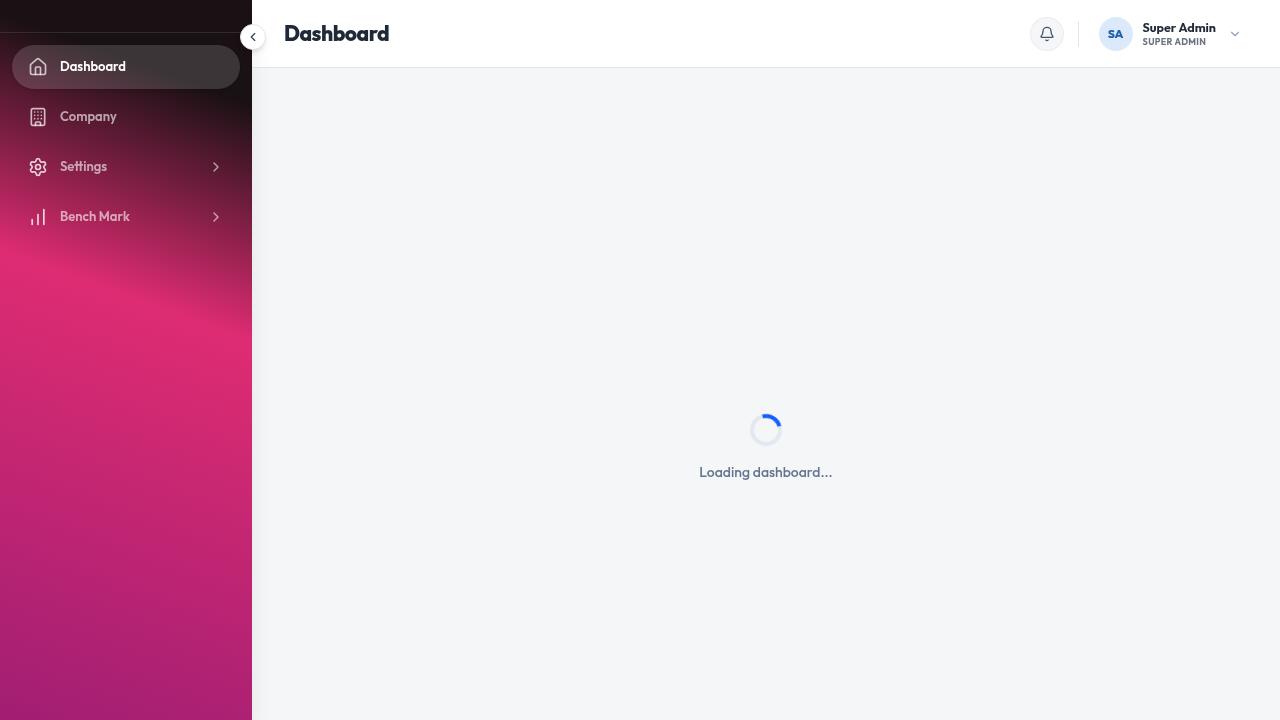 Dashboard
Company
Settings
Bench Mark
Dashboard
SA
Super Admin
SUPER ADMIN
Loading dashboard...